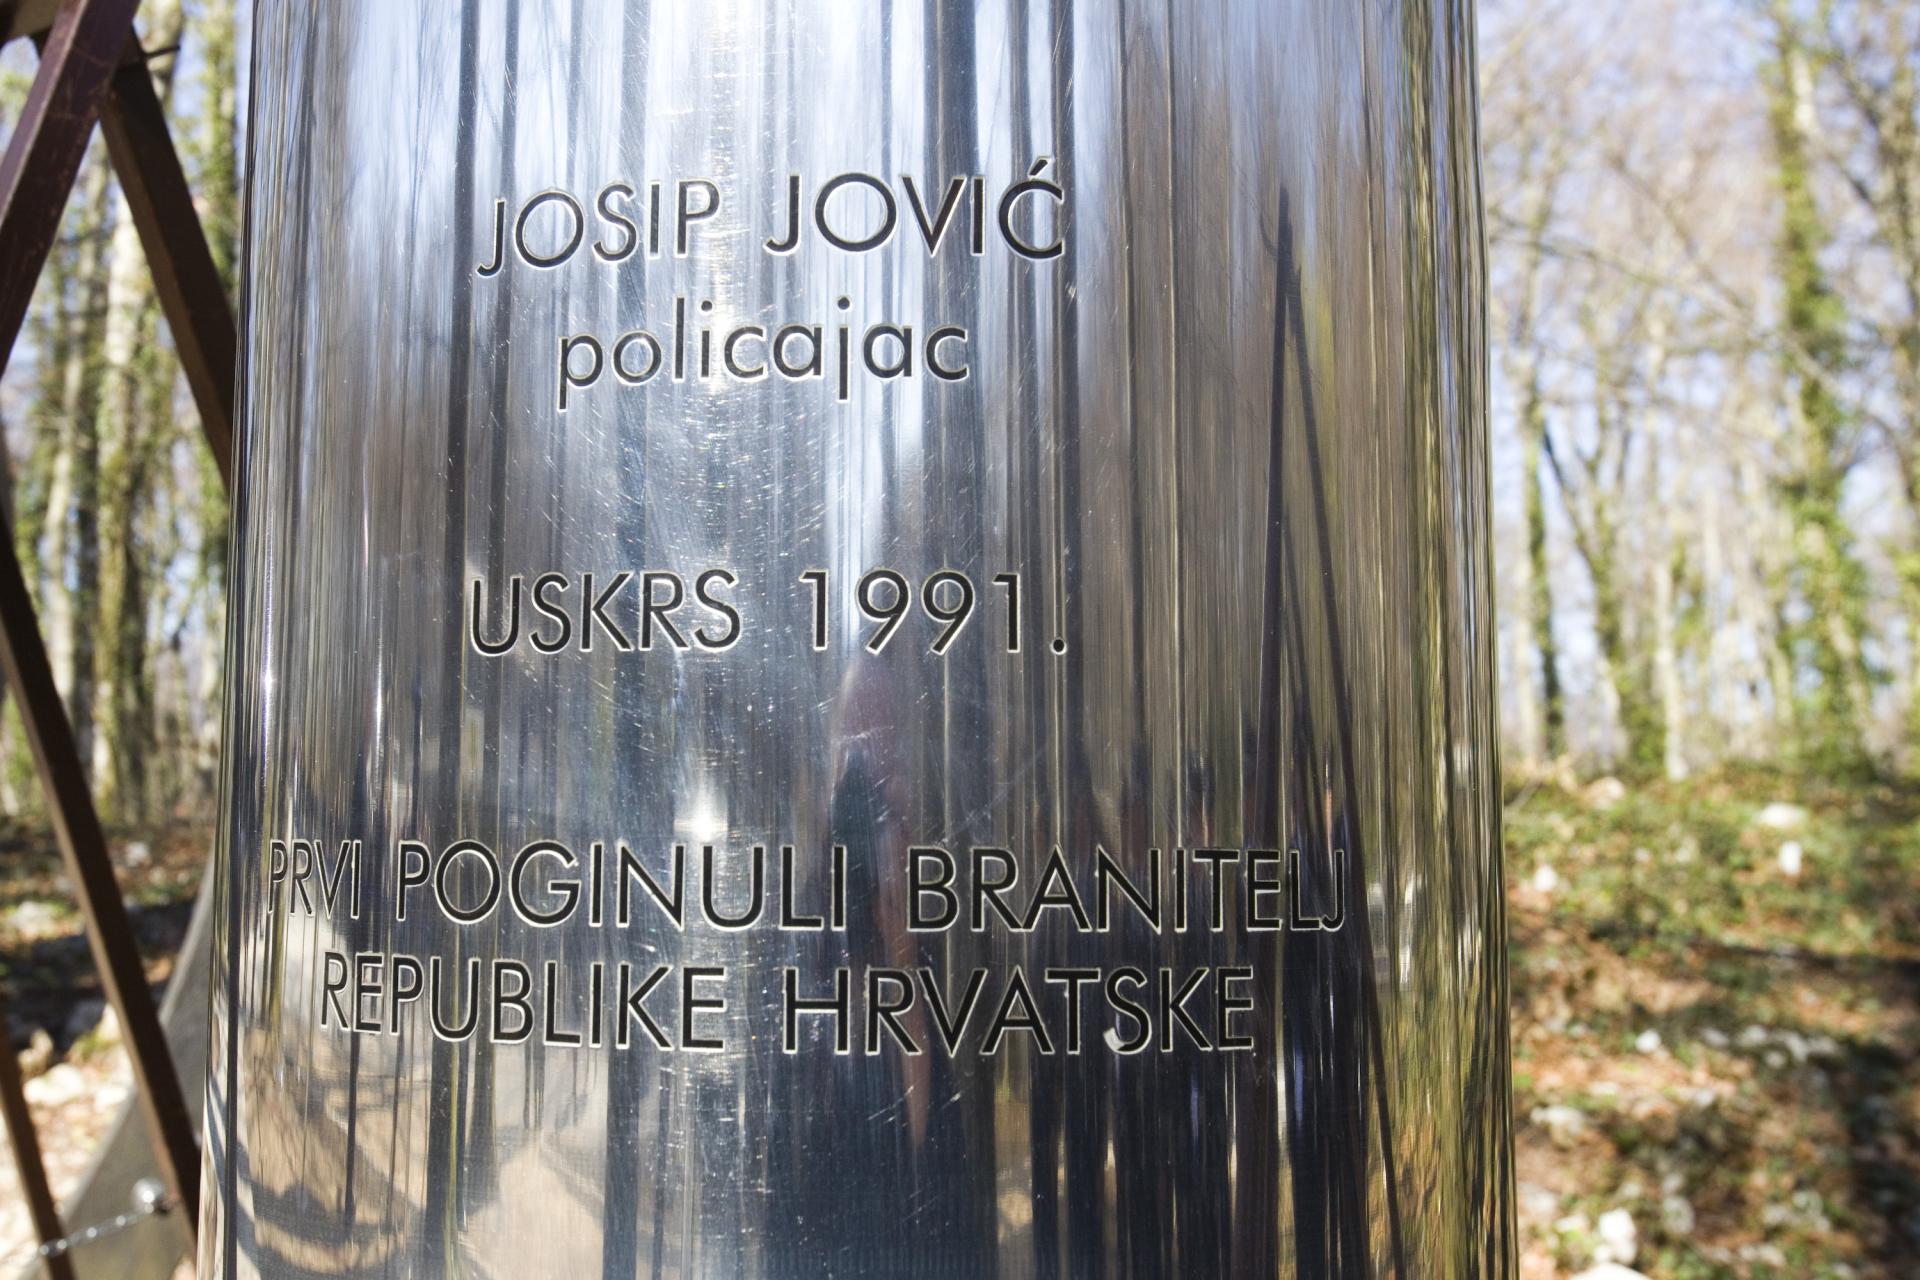 JOSIP JOVIĆ
policajac
USKRS 1991.
PRVI POGINULI BRANITELJ
REPUBLIKE HRVATSKE